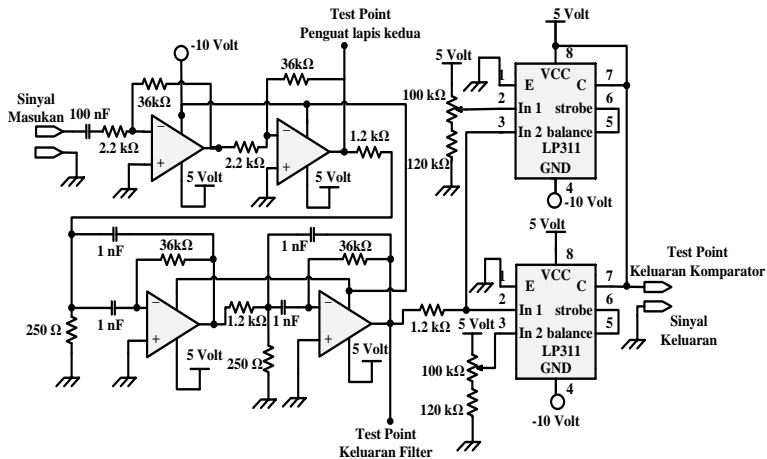 Test Point
Penguat lapis kedua
-10 Volt
36kΩ
36kΩ
Sinyal
Masukan
100 nF
2.2 kΩ
2.2 kΩ
1.2 kΩ
5 Volt
5 Volt
5 Volt
5 Volt
8
1
VCC
7
E
C
100 kΩ
2
In 1
strobe
6
3
In 2
balance
5
120 kΩ
LP311
GND
4
-10 Volt
1 nF
36kΩ
1 nF
36kΩ
1 nF
1.2 kΩ
1 nF
250 Ω
250 Ω
5 Volt
5 Volt
1.2 kΩ
5 Volt
8
1
VCC
7
E
C
2
In 1
strobe
6
5 Volt
3
In 2
balance
5
100 kΩ
LP311
120 kΩ
GND
4
-10 Volt
Test Point
Keluaran Komparator
Sinyal
Keluaran
Test Point
Keluaran Filter